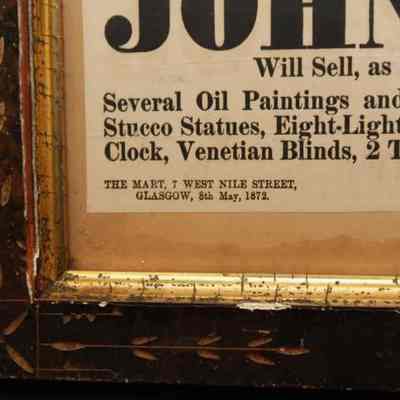 JOHN
Will Sell, as
Several Oil Paintings and
Stucco Statues, Eight-Light
Clock, Venetian Blinds, 2 T
THE MART, 7 WEST NILE STREET,
GLASGOW, 8th May, 1872.